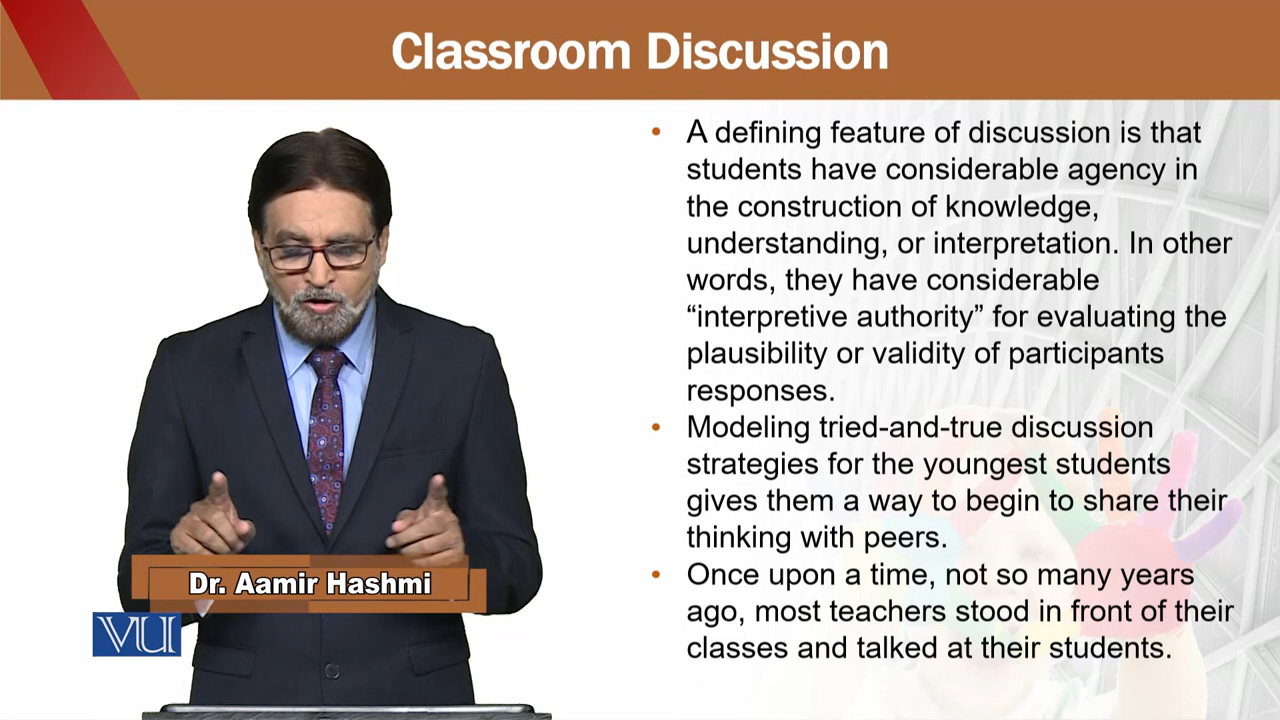 Classroom Discussion
• A defining feature of discussion is that
students have considerable agency in
the construction of knowledge,
understanding, or interpretation. In other
words, they have considerable
“interpretive authority” for evaluating the
plausibility or validity of participants
responses.
• Modeling tried-and-true discussion
strategies for the youngest students
gives them a way to begin to share their
thinking with peers.
• Once upon a time, not so many years
ago, most teachers stood in front of their
classes and talked at their students.
Dr. Aamir Hashmi
VU